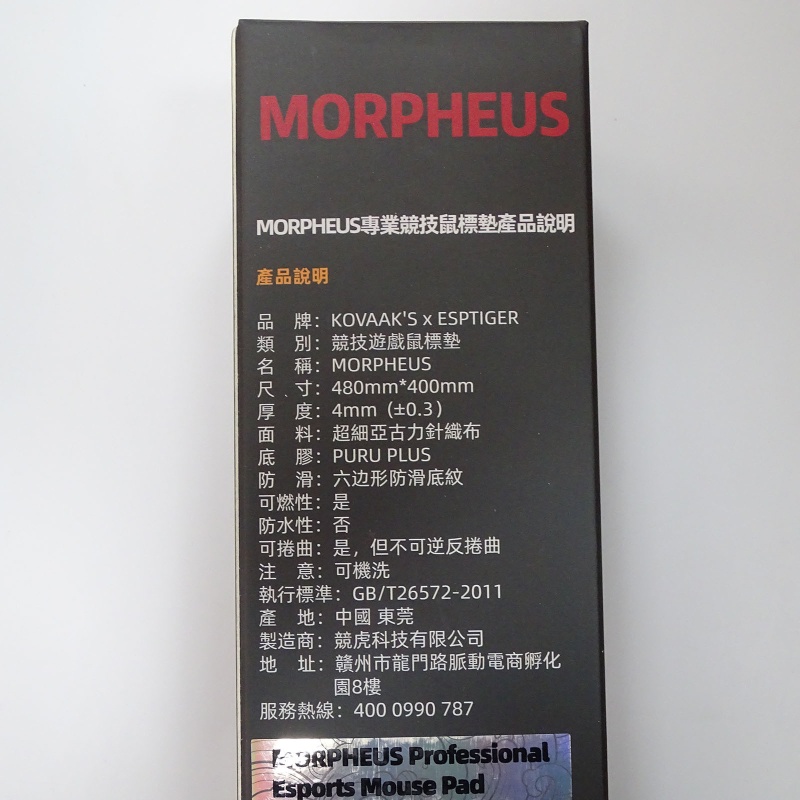 MORPHEUS
MORPHEUS專業競技鼠標墊產品說明
產品說明
品 牌：KOVAAK'S x ESPTIGER
類 別：競技遊戲鼠標墊
名 稱：MORPHEUS
尺 寸：480mm*400mm
厚 度：4mm（±0.3）
面 料：超細亞古力針織布
底 膠：PURU PLUS
防 滑：六边形防滑底紋
可燃性：是
防水性：否
可捲曲：是，但不可逆反捲曲
注 意：可機洗
執行標準：GB/T26572-2011
產 地：中國 東莞
製造商：競虎科技有限公司
地 址：贛州市龍門路脈動電商孵化
園8樓
服務熱線：400 0990 787
MORPHEUS Professional
Esports Mouse Pad